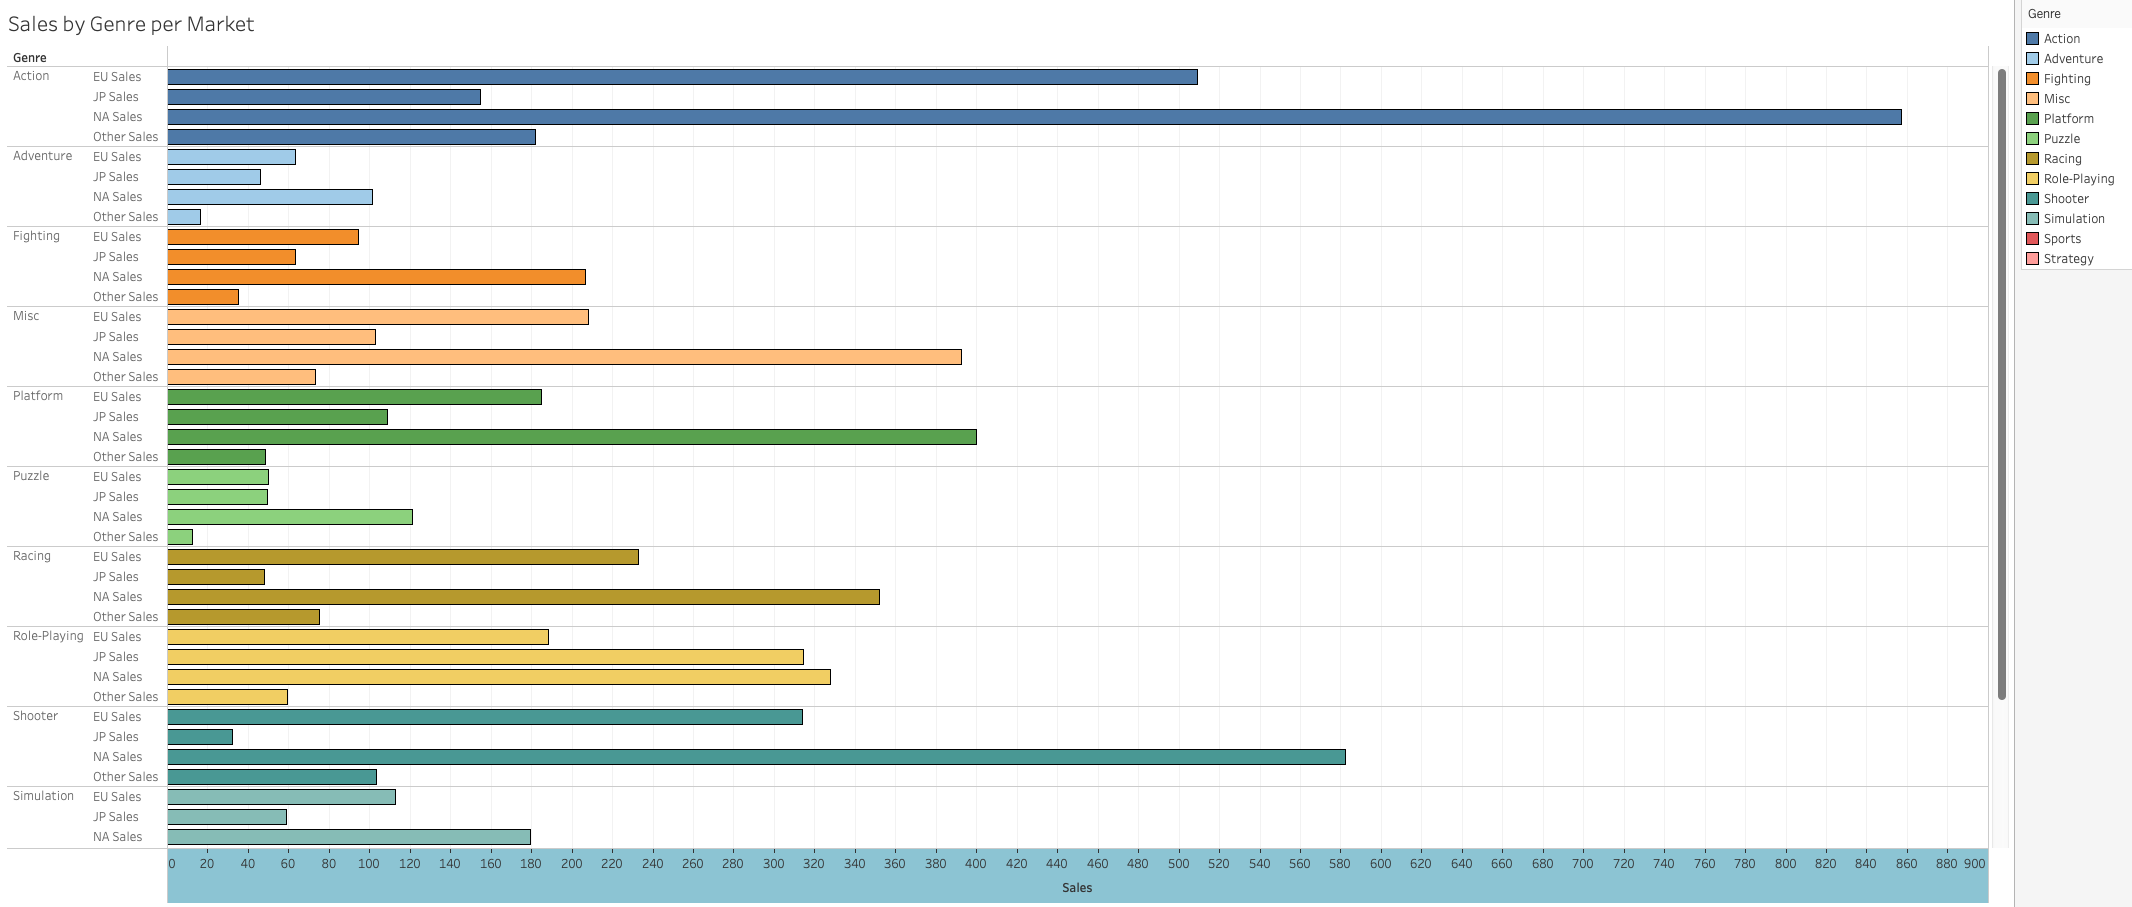 Sales by Genre per Market
Genre
Action
EU Sales
JP Sales
NA Sales
Other Sales
Adventure
EU Sales
JP Sales
NA Sales
Other Sales
Fighting
EU Sales
JP Sales
NA Sales
Other Sales
Misc
EU Sales
JP Sales
NA Sales
Other Sales
Platform
EU Sales
JP Sales
NA Sales
Other Sales
Puzzle
EU Sales
JP Sales
NA Sales
Other Sales
Racing
EU Sales
JP Sales
NA Sales
Other Sales
Role-Playing
EU Sales
JP Sales
NA Sales
Other Sales
Shooter
EU Sales
JP Sales
NA Sales
Other Sales
Simulation
EU Sales
JP Sales
NA Sales
0 20 40 60 80 100 120 140 160 180 200 220 240 260 280 300 320 340 360 380 400 420 440 460 480 500 520 540 560 580 600 620 640 660 680 700 720 740 760 780 800 820 840 860 880 900
Sales
Genre
Action
Adventure
Fighting
Misc
Platform
Puzzle
Racing
Role-Playing
Shooter
Simulation
Sports
Strategy